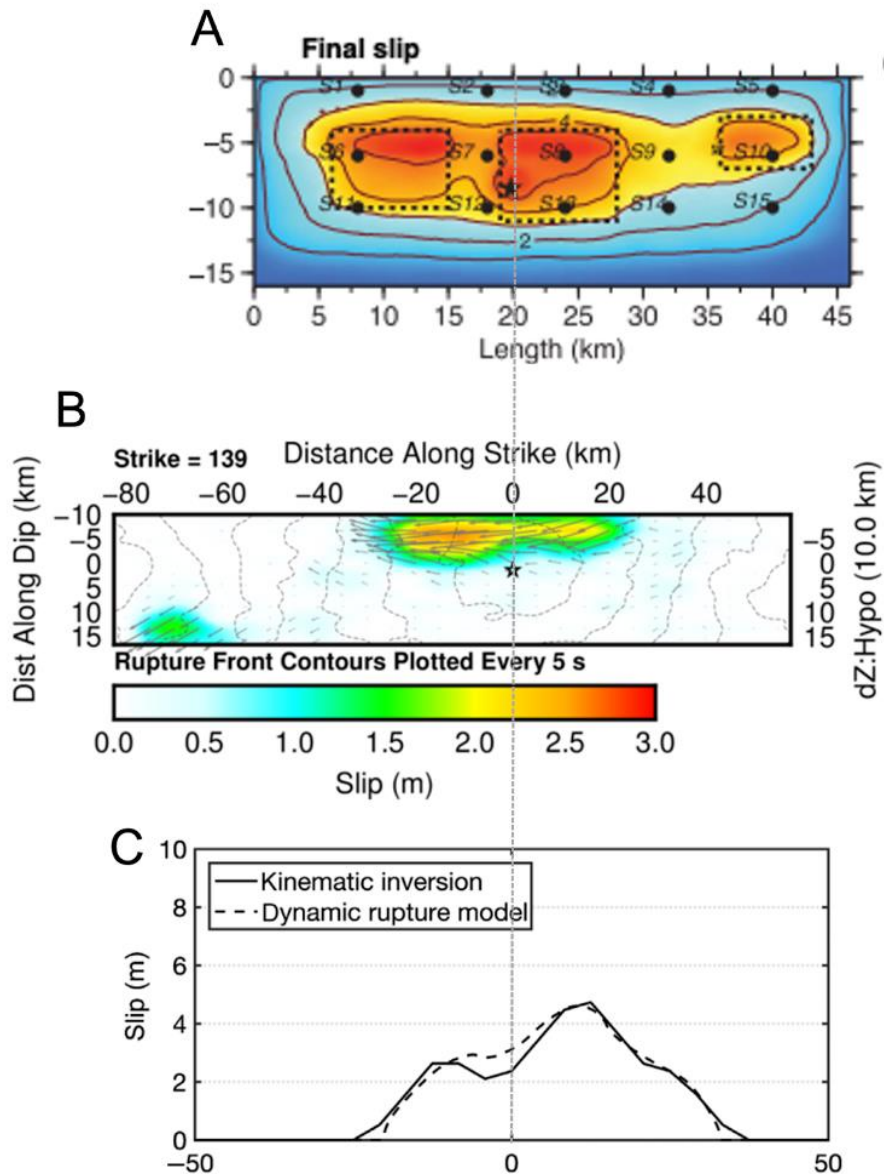 A
Final slip
0
S1 S2 S4 S5
4
−5
S6 S7 S8 S9 S10
−10
S11 S12 S13 S14 S15
2
−15
0 5 10 15 20 25 30 35 40 45
Length (km)
B
Strike = 139 Distance Along Strike (km)
−80 −60 −40 −20 0 20 40
Dist Along Dip (km)
−10
−5
0
5
10
15
−5
0
5
10
15
dZ:Hypo (10.0 km)
Rupture Front Contours Plotted Every 5 s
0.0 0.5 1.0 1.5 2.0 2.5 3.0
Slip (m)
C
Slip (m)
10
8
6
4
2
0
Kinematic inversion
Dynamic rupture model
−50 0 50